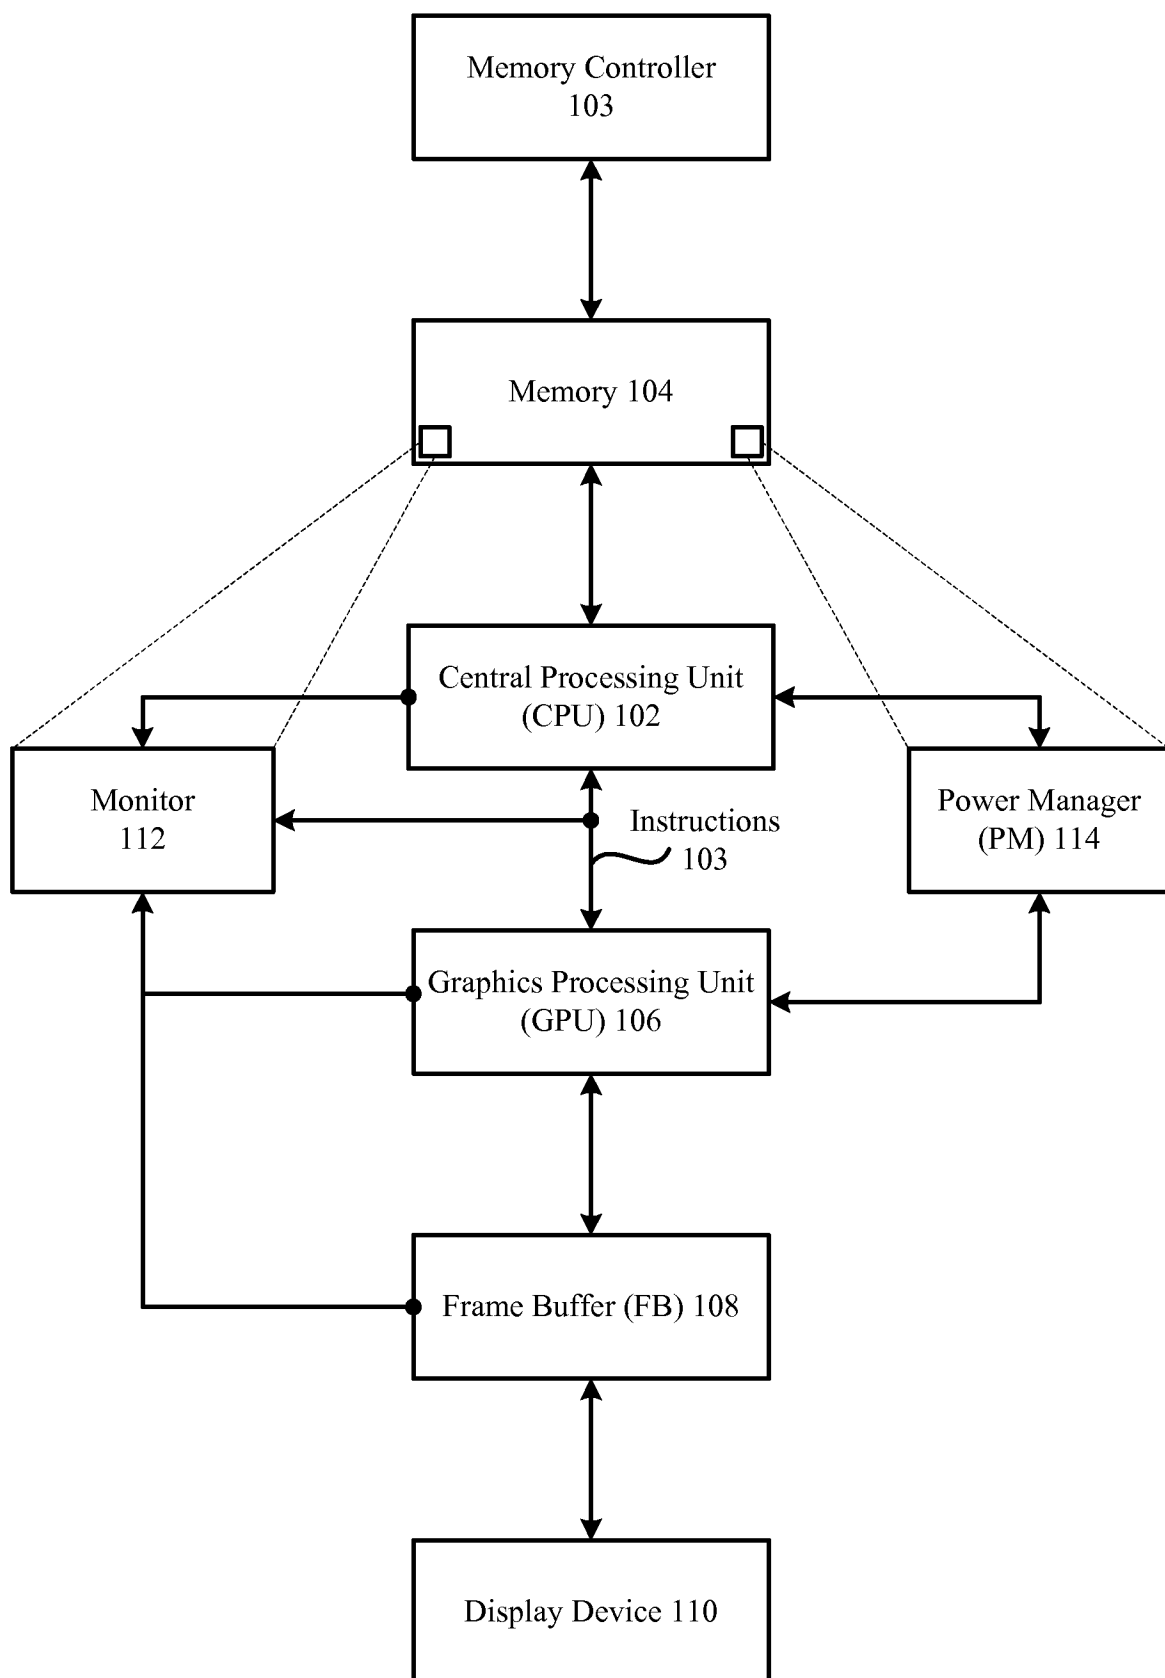 Memory Controller
103
Memory 104
Central Processing Unit
(CPU) 102
Monitor
112
Instructions
103
Power Manager
(PM) 114
Graphics Processing Unit
(GPU) 106
Frame Buffer (FB) 108
Display Device 110